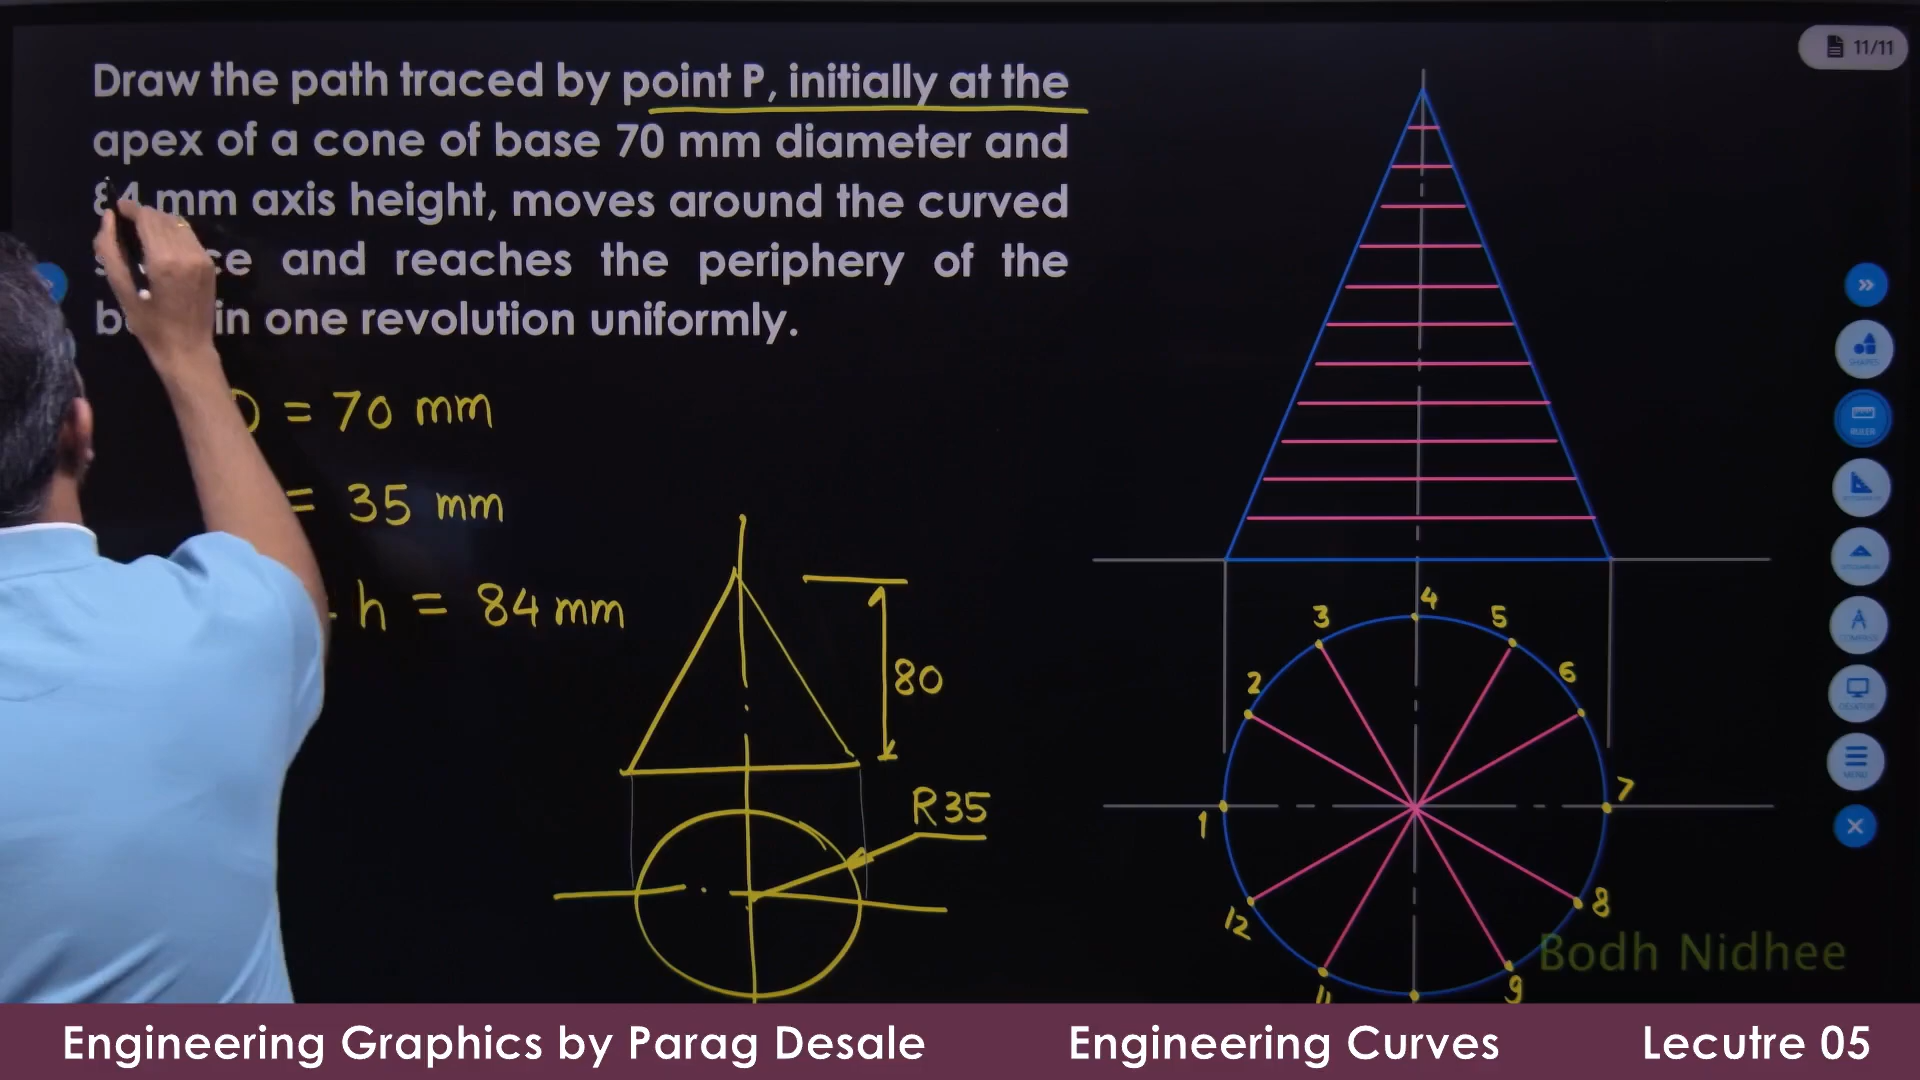 Draw the path traced by point P, initially at the
apex of a cone of base 70 mm diameter and
84 mm axis height, moves around the curved
and reaches the periphery of the
in one revolution uniformly.
D = 70 mm
= 35 mm
h = 84 mm
80
R35
11/11
RULER
MENU
3 4 5
2 6
1 7
12 8
11 9
Bodh Nidhee
Engineering Graphics by Parag Desale Engineering Curves Lecutre 05